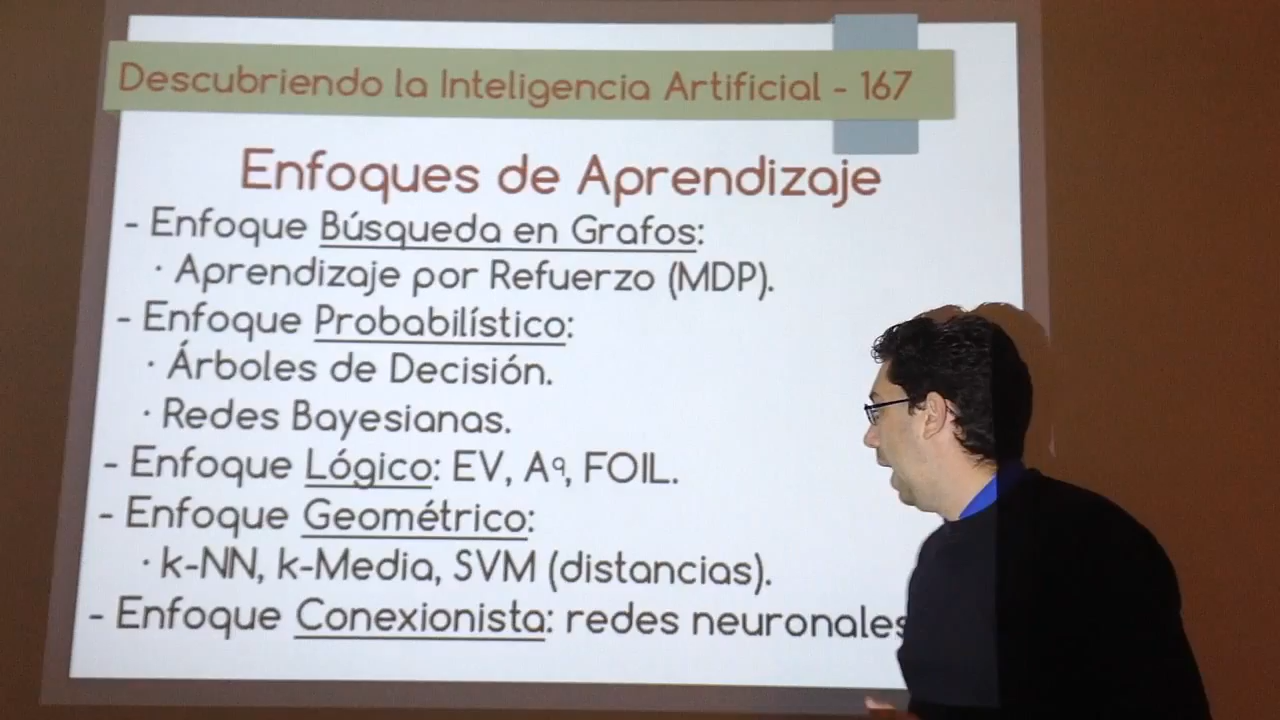 Descubriendo la Inteligencia Artificial - 167
Enfoques de Aprendizaje
- Enfoque Búsqueda en Grafos:
· Aprendizaje por Refuerzo (MDP).
- Enfoque Probabilístico:
· Árboles de Decisión.
· Redes Bayesianas.
- Enfoque Lógico: EV, A^q, FOIL.
- Enfoque Geométrico:
· k-NN, k-Media, SVM (distancias).
- Enfoque Conexionista: redes neuronales